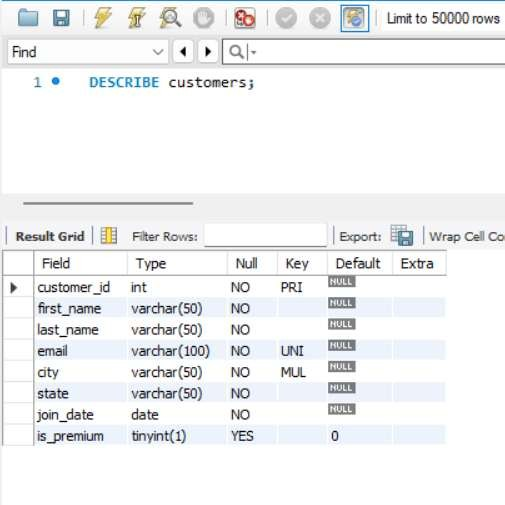 Limit to 50000 rows
Find
1 DESCRIBE customers;
Result Grid Filter Rows: Export: Wrap Cell Co
Field Type Null Key Default Extra
customer_id int NO PRI NULL
first_name varchar(50) NO NULL
last_name varchar(50) NO NULL
email varchar(100) NO UNI NULL
city varchar(50) NO MUL NULL
state varchar(50) NO NULL
join_date date NO NULL
is_premium tinyint(1) YES 0